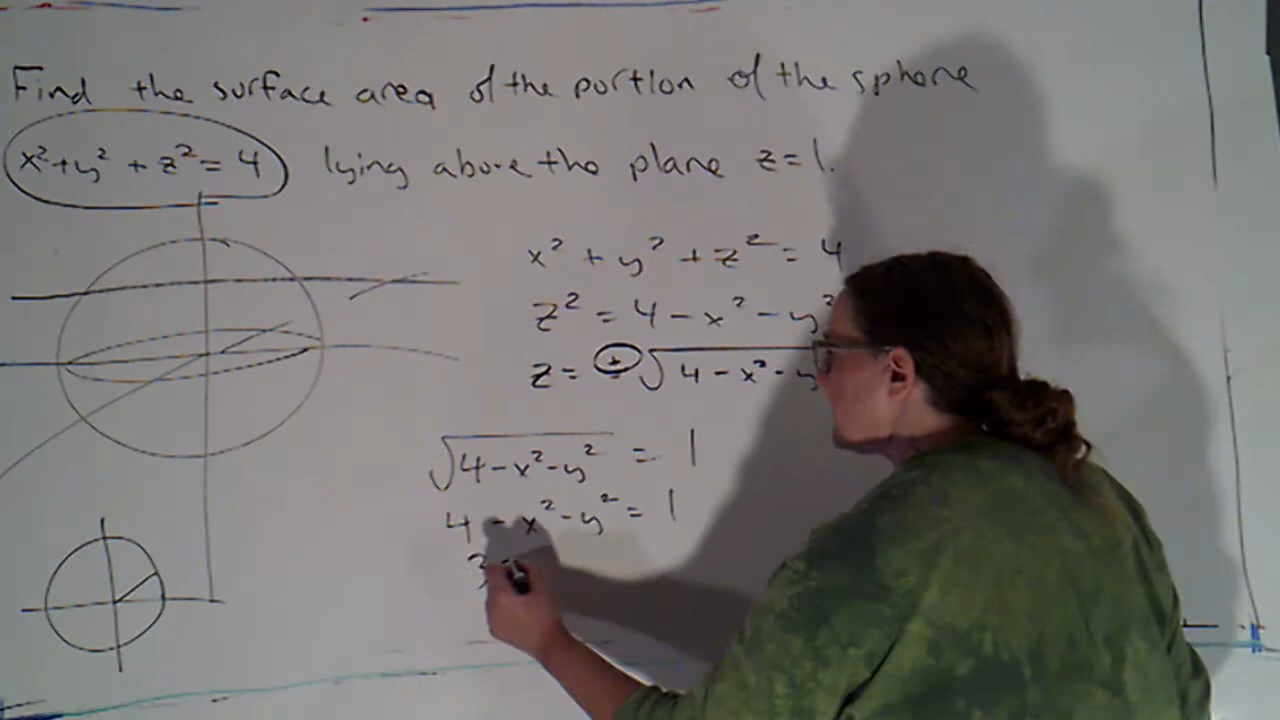 Find the surface area of the portion of the sphere
x²+y²+z²=4 lying above the plane z=1.
x²+y²+z²=4
z²=4-x²-y²
z=±√4-x²-y
√4-x²-y²=1
4-x²-y²=1
3=